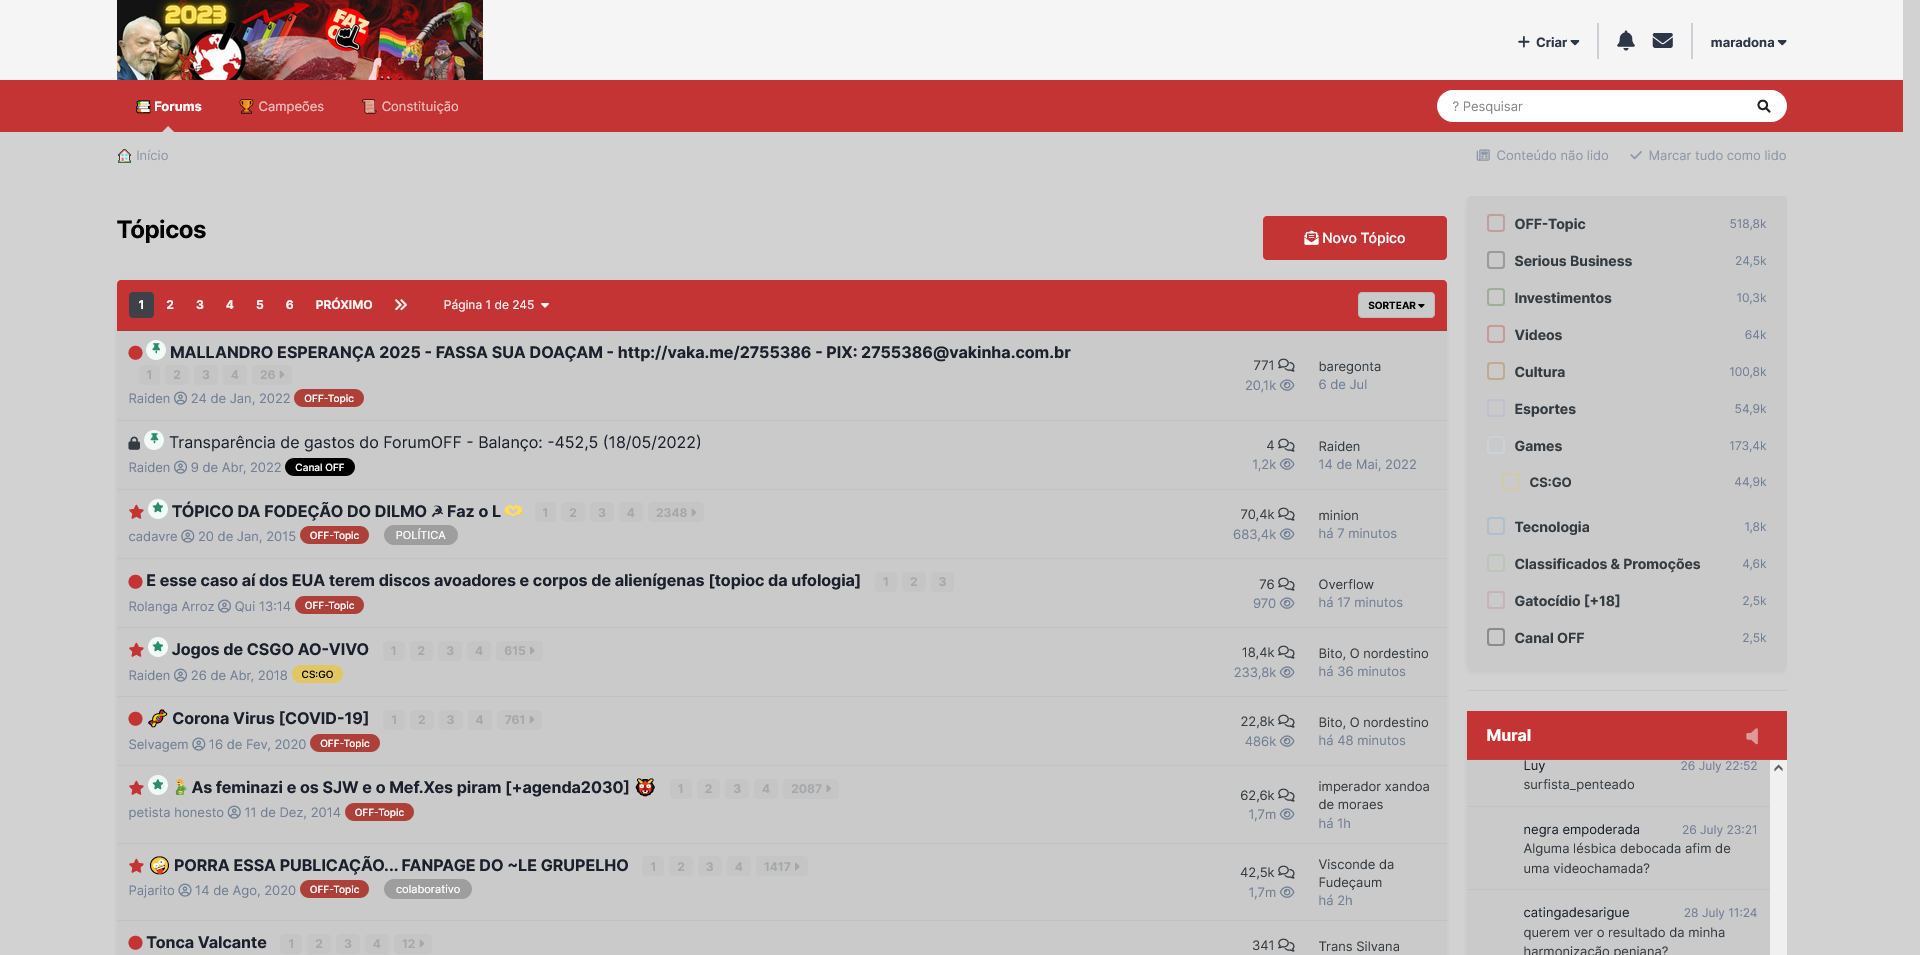 2023
FAZ
Criar
maradona
Forums
Campeões
Constituição
? Pesquisar
Início
Conteúdo não lido
Marcar tudo como lido
Tópicos
Novo Tópico
1 2 3 4 5 6 PRÓXIMO
Página 1 de 245
SORTEAR
MALLANDRO ESPERANÇA 2025 - FASSA SUA DOAÇAM - http://vaka.me/2755386 - PIX: 2755386@vakinha.com.br
1 2 3 4 26
Raiden 24 de Jan, 2022 OFF-Topic
771
20,1k
baregonta
6 de Jul
Transparência de gastos do ForumOFF - Balanço: -452,5 (18/05/2022)
Raiden 9 de Abr, 2022 Canal OFF
4
1,2k
Raiden
14 de Mai, 2022
TÓPICO DA FODEÇÃO DO DILMO ☭ Faz o L 🫶 1 2 3 4 2348
cadavre 20 de Jan, 2015 OFF-Topic POLÍTICA
70,4k
683,4k
minion
há 7 minutos
E esse caso aí dos EUA terem discos avoadores e corpos de alienígenas [topioc da ufologia] 1 2 3
Rolanga Arroz Qui 13:14 OFF-Topic
76
970
Overflow
há 17 minutos
Jogos de CSGO AO-VIVO 1 2 3 4 615
Raiden 26 de Abr, 2018 CS:GO
18,4k
233,8k
Bito, O nordestino
há 36 minutos
Corona Virus [COVID-19] 1 2 3 4 761
Selvagem 16 de Fev, 2020 OFF-Topic
22,8k
486k
Bito, O nordestino
há 48 minutos
As feminazi e os SJW e o Mef.Xes piram [+agenda2030] 1 2 3 4 2087
petista honesto 11 de Dez, 2014 OFF-Topic
62,6k
1,7m
imperador xandoa
de moraes
há 1h
PORRA ESSA PUBLICAÇÃO... FANPAGE DO ~LE GRUPELHO 1 2 3 4 1417
Pajarito 14 de Ago, 2020 OFF-Topic colaborativo
42,5k
1,7m
Visconde da
Fudeçaum
há 2h
Tonca Valcante 1 2 3 4 12
341
Trans Silvana
OFF-Topic 518,8k
Serious Business 24,5k
Investimentos 10,3k
Videos 64k
Cultura 100,8k
Esportes 54,9k
Games 173,4k
CS:GO 44,9k
Tecnologia 1,8k
Classificados & Promoções 4,6k
Gatocídio [+18] 2,5k
Canal OFF 2,5k
Mural
Luy 26 July 22:52
surfista_penteado
negra empoderada 26 July 23:21
Alguma lésbica debocada afim de
uma videochamada?
catingadesarigue 28 July 11:24
querem ver o resultado da minha
harmonização peniana?